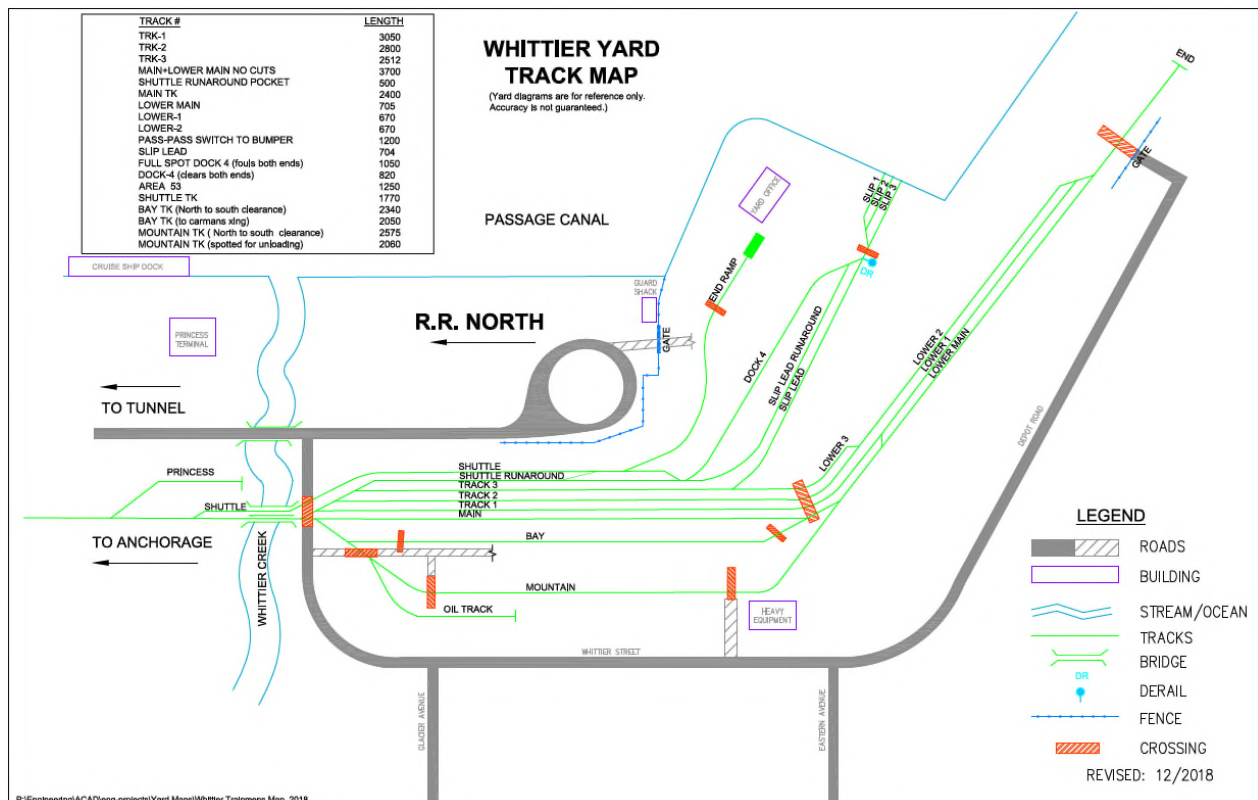 TRACK # LENGTH
TRK-1 3050
TRK-2 2800
TRK-3 2512
MAIN+LOWER MAIN NO CUTS 3700
SHUTTLE RUNAROUND POCKET 500
MAIN TK 2400
LOWER MAIN 705
LOWER-1 670
LOWER-2 670
PASS-PASS SWITCH TO BUMPER 1200
SLIP LEAD 704
FULL SPOT DOCK 4 (fouls both ends) 1050
DOCK-4 (clears both ends) 820
AREA 53 1250
SHUTTLE TK 1770
BAY TK (North to south clearance) 2340
BAY TK (to carmans xing) 2050
MOUNTAIN TK ( North to south clearance) 2575
MOUNTAIN TK (spotted for unloading) 2060
WHITTIER YARD
TRACK MAP
(Yard diagrams are for reference only.
Accuracy is not guaranteed.)
END
GATE
SLIP 1
SLIP 2
SLIP 3
YARD OFFICE
PASSAGE CANAL
CRUISE SHIP DOCK
DR
GUARD
SHACK
END RAMP
R.R. NORTH
GATE
PRINCESS
TERMINAL
DOCK 4
SLIP LEAD RUNAROUND
SLIP LEAD
LOWER 2
LOWER 1
LOWER MAIN
TO TUNNEL
DEPOT ROAD
LOWER 3
PRINCESS
SHUTTLE
SHUTTLE RUNAROUND
TRACK 3
TRACK 2
TRACK 1
MAIN
SHUTTLE
TO ANCHORAGE
WHITTIER CREEK
BAY
MOUNTAIN
OIL TRACK
HEAVY
EQUIPMENT
WHITTIER STREET
GLACIER AVENUE
EASTERN AVENUE
LEGEND
ROADS
BUILDING
STREAM/OCEAN
TRACKS
BRIDGE
DR
DERAIL
FENCE
CROSSING
REVISED: 12/2018
P:\Engineering\ACAD\eng-projects\Yard Maps\Whittier Trainmens Map_2018